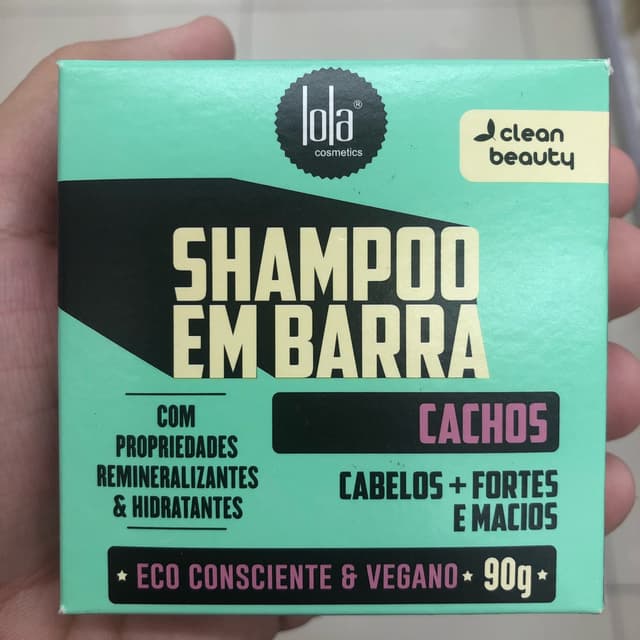 lola®
cosmetics
clean
beauty
SHAMPOO
EM BARRA
CACHOS
COM
PROPRIEDADES
REMINERALIZANTES
& HIDRATANTES
CABELOS + FORTES
E MACIOS
ECO CONSCIENTE & VEGANO 90g